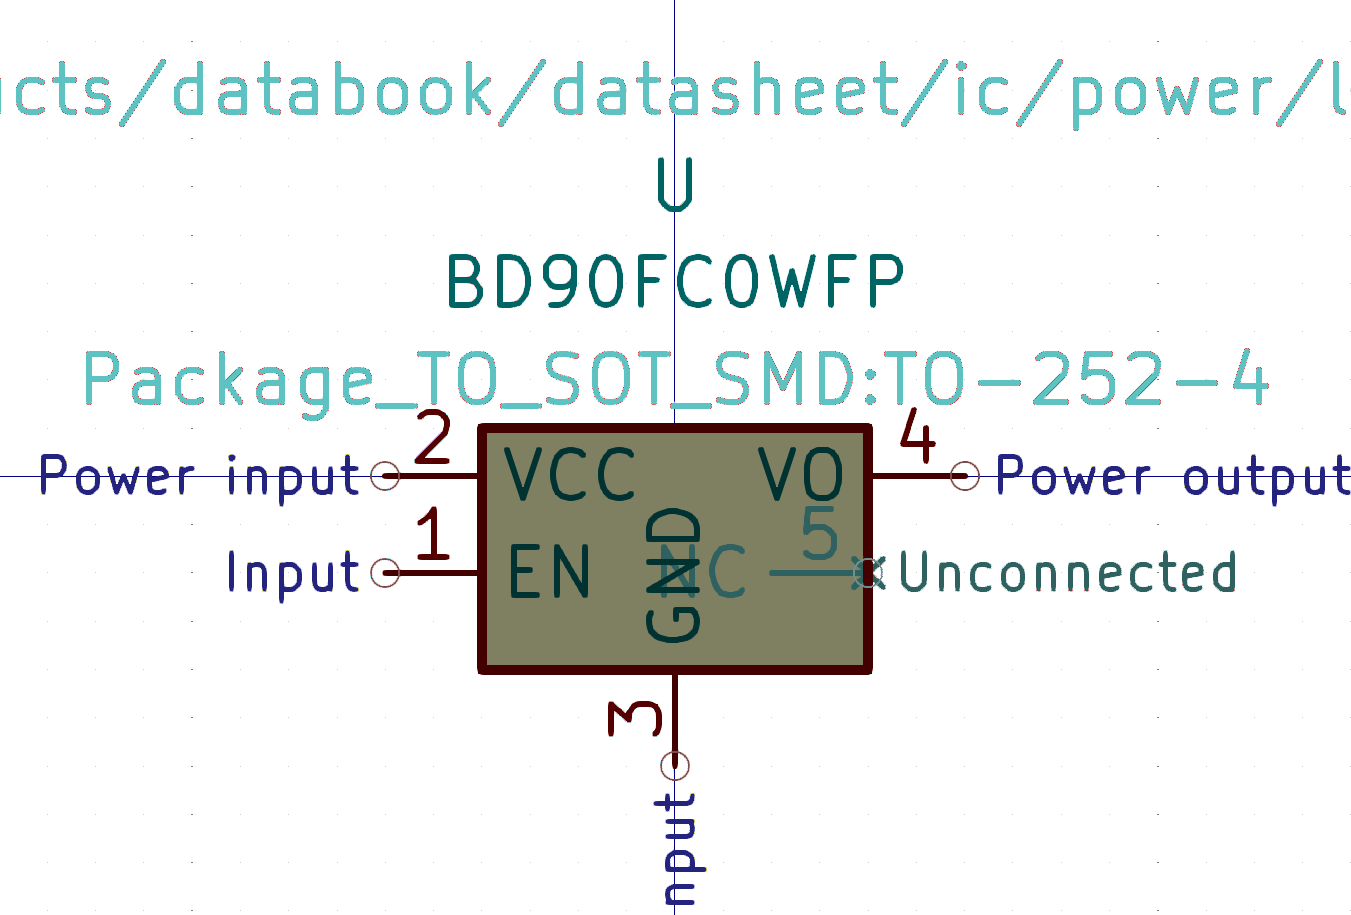 ucts/databook/datasheet/ic/power/l
U
BD90FC0WFP
Package_TO_SOT_SMD:TO-252-4
Power input 2 VCC VO 4 Power output
Input 1 EN GND NC 5 Unconnected
3
nput